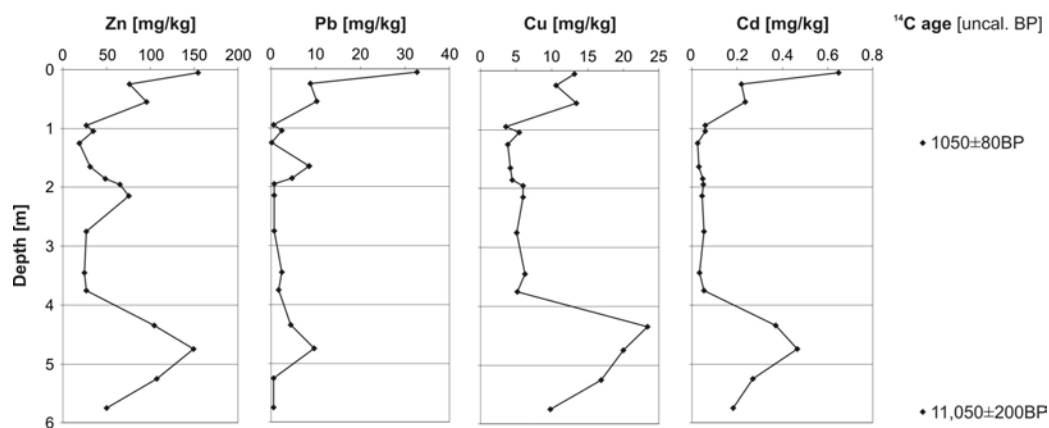 Zn [mg/kg] Pb [mg/kg] Cu [mg/kg] Cd [mg/kg] ¹⁴C age [uncal. BP]
0 50 100 150 200 0 10 20 30 40 0 5 10 15 20 25 0 0.2 0.4 0.6 0.8
0
1
1050±80BP
2
Depth [m]
3
4
5
6
11,050±200BP